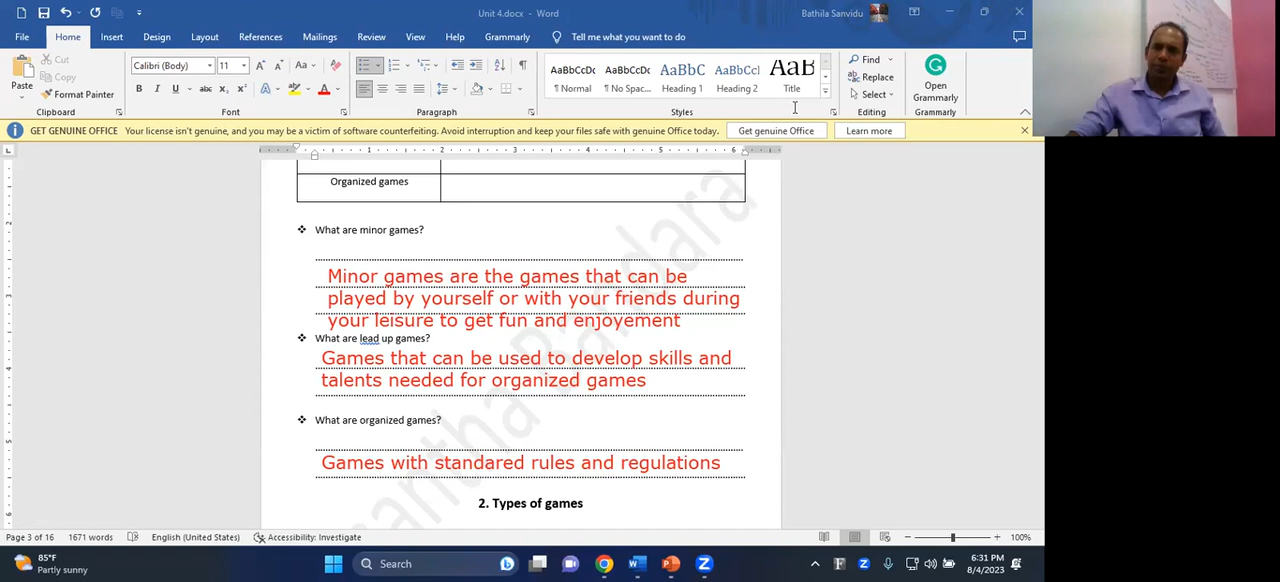 Unit 4.docx - Word
Bathila Sanvidu
File Home Insert Design Layout References Mailings Review View Help Grammarly Tell me what you want to do
Paste
Cut
Copy
Format Painter
Clipboard
Calibri (Body) 11
Font
Paragraph
AaBbCcDc AaBbCcDc AaBbC AaBbCcI AaB
¶ Normal ¶ No Spac... Heading 1 Heading 2 Title
Styles
Find
Replace
Select
Editing
Open
Grammarly
Grammarly
GET GENUINE OFFICE Your license isn't genuine, and you may be a victim of software counterfeiting. Avoid interruption and keep your files safe with genuine Office today. Get genuine Office Learn more
1 2 3 4 5 6
Organized games
What are minor games?
Minor games are the games that can be
played by yourself or with your friends during
your leisure to get fun and enjoyement
What are lead up games?
Games that can be used to develop skills and
talents needed for organized games
What are organized games?
Games with standared rules and regulations
2. Types of games
Page 3 of 16 1671 words English (United States) Accessibility: Investigate 100%
85°F
Partly sunny
Search
6:31 PM
8/4/2023